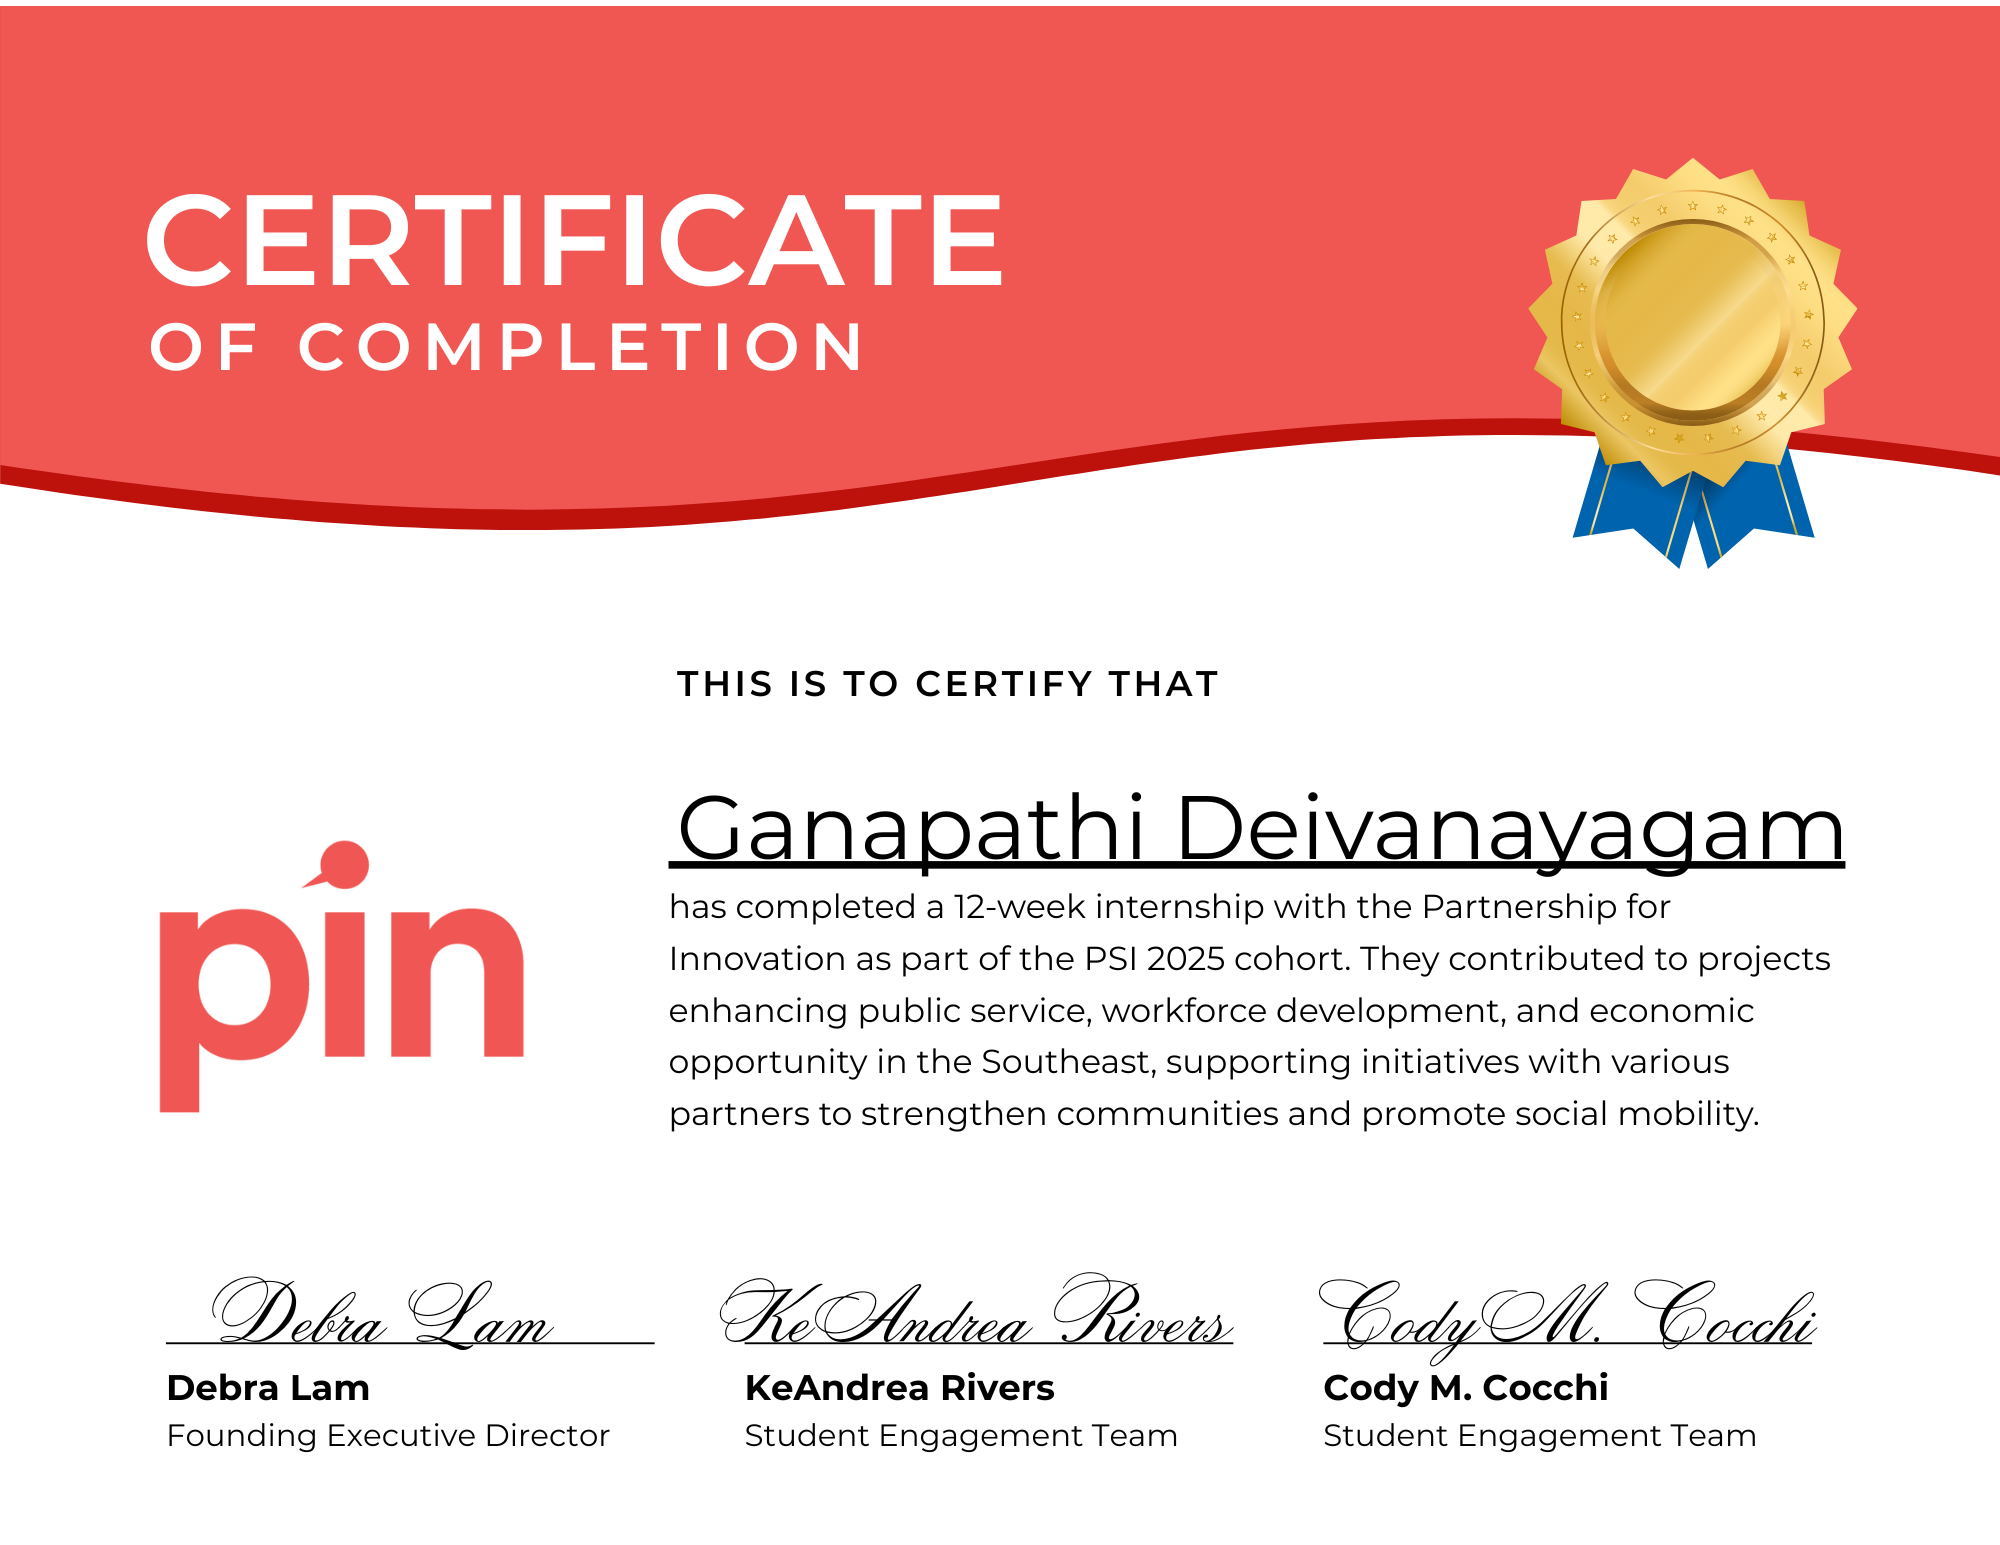 CERTIFICATE
OF COMPLETION
THIS IS TO CERTIFY THAT
Ganapathi Deivanayagam
pin
has completed a 12-week internship with the Partnership for
Innovation as part of the PSI 2025 cohort. They contributed to projects
enhancing public service, workforce development, and economic
opportunity in the Southeast, supporting initiatives with various
partners to strengthen communities and promote social mobility.
Debra Lam
Debra Lam
Founding Executive Director
KeAndrea Rivers
KeAndrea Rivers
Student Engagement Team
Cody M. Cocchi
Cody M. Cocchi
Student Engagement Team